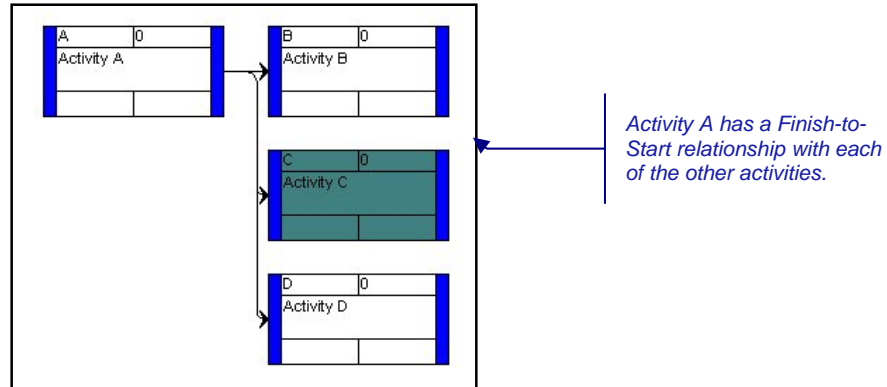 A 0
Activity A
B 0
Activity B
C 0
Activity C
D 0
Activity D
Activity A has a Finish-to-
Start relationship with each
of the other activities.